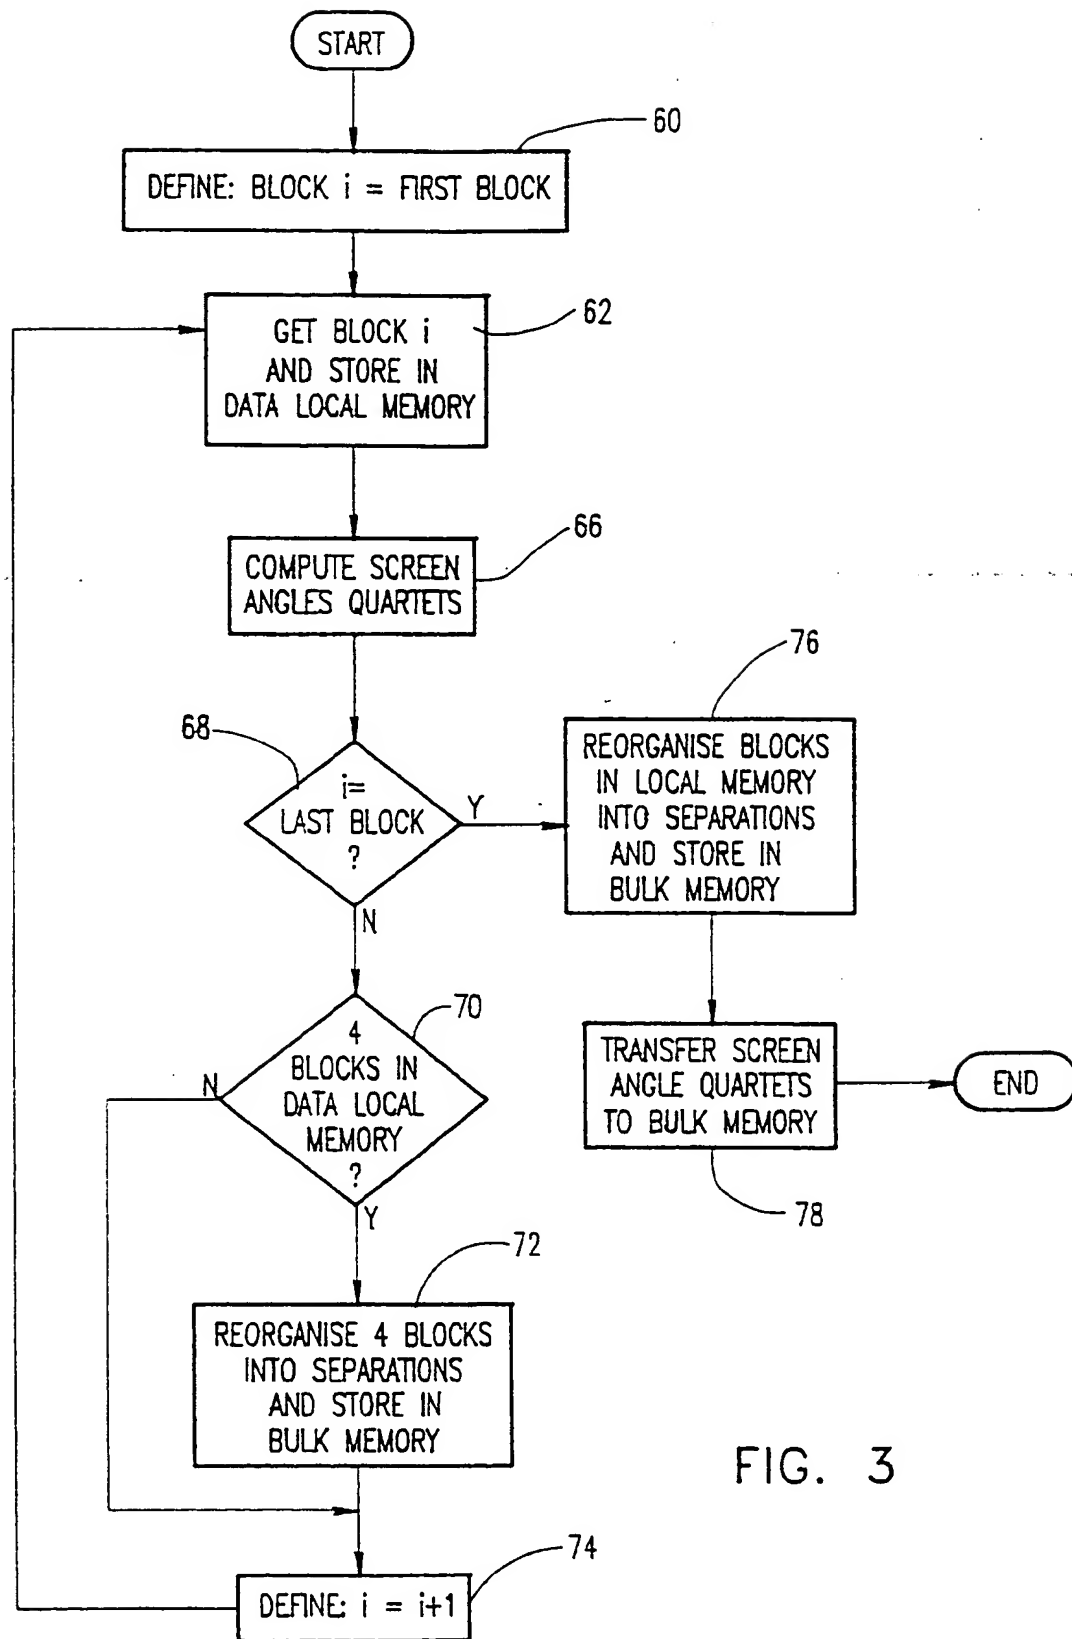 START
60
DEFINE: BLOCK i = FIRST BLOCK
62
GET BLOCK i
AND STORE IN
DATA LOCAL MEMORY
66
COMPUTE SCREEN
ANGLES QUARTETS
68
i=
LAST BLOCK
?
Y
N
76
REORGANISE BLOCKS
IN LOCAL MEMORY
INTO SEPARATIONS
AND STORE IN
BULK MEMORY
70
4
BLOCKS IN
DATA LOCAL
MEMORY
?
N
Y
TRANSFER SCREEN
ANGLE QUARTETS
TO BULK MEMORY
78
END
72
REORGANISE 4 BLOCKS
INTO SEPARATIONS
AND STORE IN
BULK MEMORY
74
DEFINE: i = i+1
FIG. 3